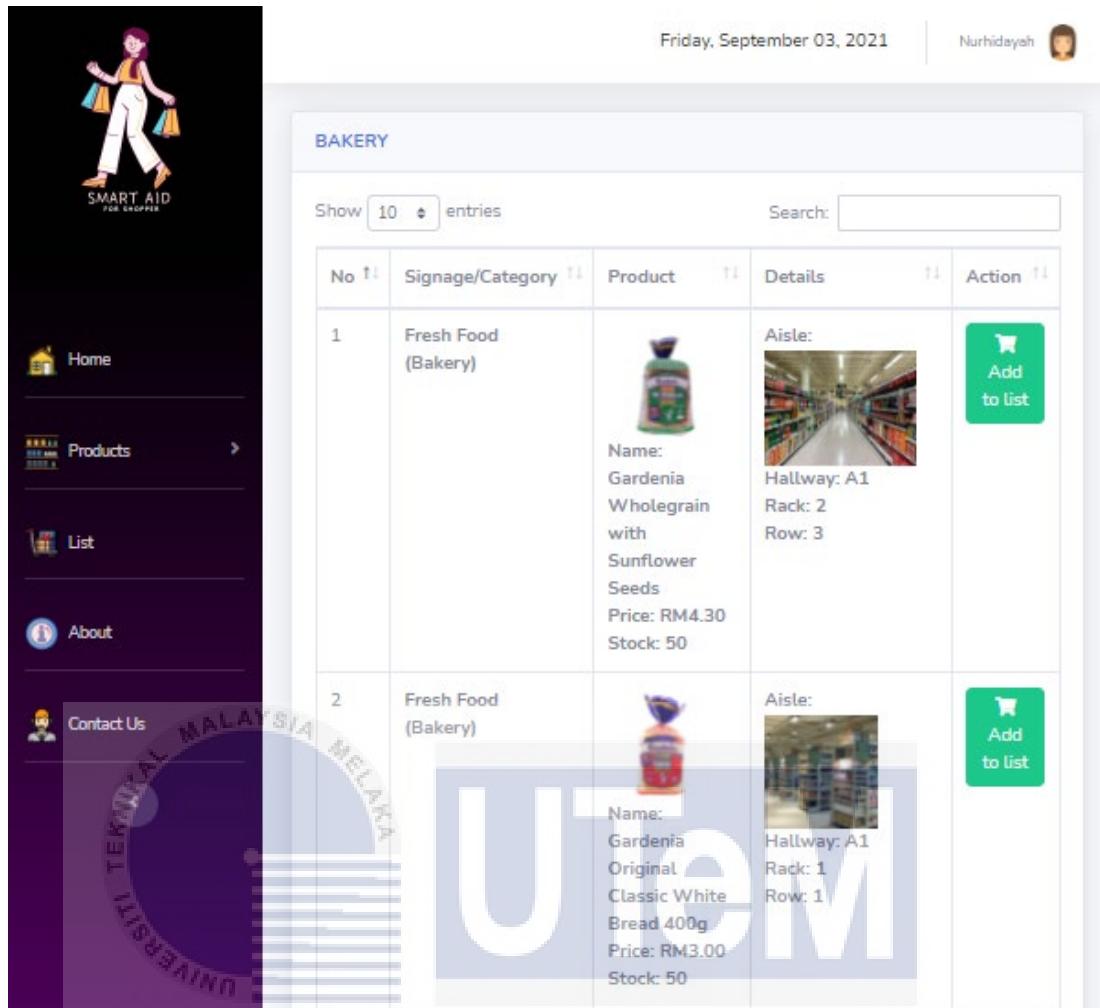 SMART AID
FOR SHOPPER
Home
Products
List
About
Contact Us
Friday, September 03, 2021
Nurhidayah
BAKERY
Show 10 entries
Search:
No
Signage/Category
Product
Details
Action
1
Fresh Food
(Bakery)
Name:
Gardenia
Wholegrain
with
Sunflower
Seeds
Price: RM4.30
Stock: 50
Aisle:
Hallway: A1
Rack: 2
Row: 3
Add
to list
2
Fresh Food
(Bakery)
Name:
Gardenia
Original
Classic White
Bread 400g
Price: RM3.00
Stock: 50
Aisle:
Hallway: A1
Rack: 1
Row: 1
Add
to list
UNIVERSITI TEKNIKAL MALAYSIA MELAKA
UTeM